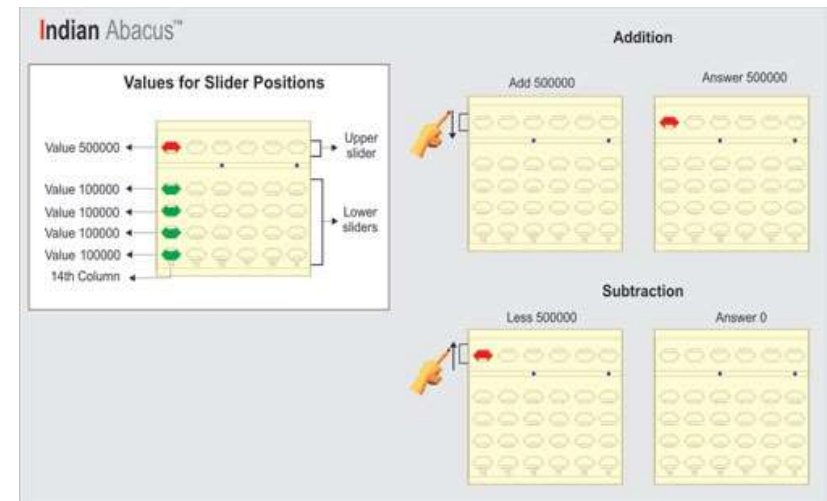 Indian Abacus™
Values for Slider Positions
Value 500000
Upper
slider
Value 100000
Value 100000
Value 100000
Value 100000
Lower
sliders
14th Column
Addition
Add 500000
Answer 500000
Subtraction
Less 500000
Answer 0